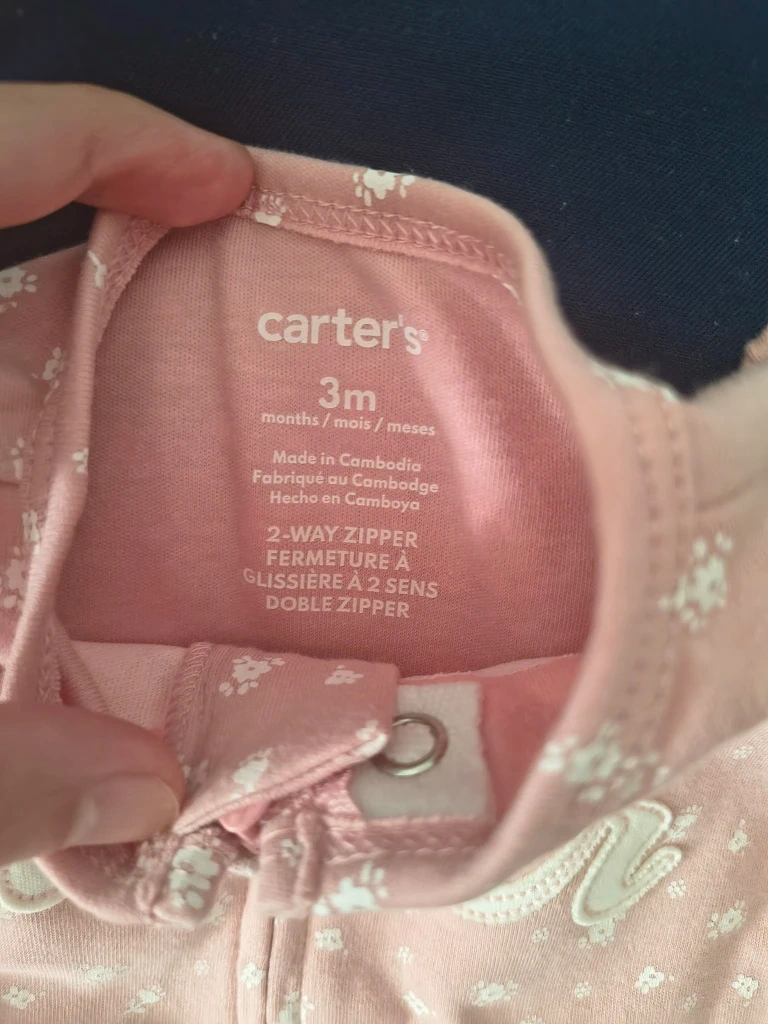 carter's®
3m
months / mois / meses
Made in Cambodia
Fabriqué au Cambodge
Hecho en Camboya
2-WAY ZIPPER
FERMETURE À
GLISSIÈRE À 2 SENS
DOBLE ZIPPER